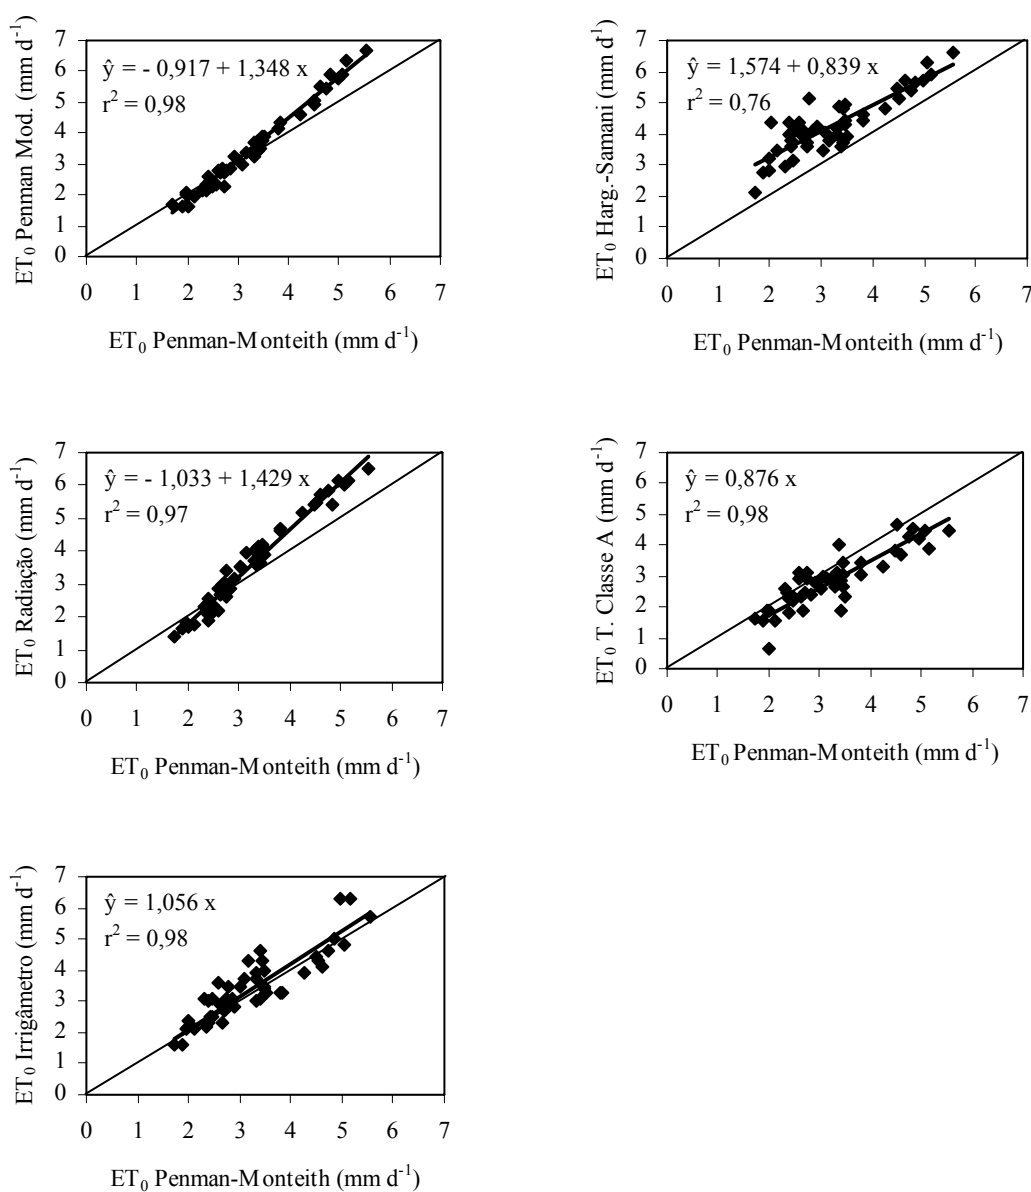 ET0 Penman Mod. (mm d-1)
7
6
5
4
3
2
1
0
ŷ = - 0,917 + 1,348 x
r2 = 0,98
0 1 2 3 4 5 6 7
ET0 Penman-Monteith (mm d-1)
ET0 Harg.-Samani (mm d-1)
7
6
5
4
3
2
1
0
ŷ = 1,574 + 0,839 x
r2 = 0,76
0 1 2 3 4 5 6 7
ET0 Penman-Monteith (mm d-1)
ET0 Radiação (mm d-1)
7
6
5
4
3
2
1
0
ŷ = - 1,033 + 1,429 x
r2 = 0,97
0 1 2 3 4 5 6 7
ET0 Penman-Monteith (mm d-1)
ET0 T. Classe A (mm d-1)
7
6
5
4
3
2
1
0
ŷ = 0,876 x
r2 = 0,98
0 1 2 3 4 5 6 7
ET0 Penman-Monteith (mm d-1)
ET0 Irrigâmetro (mm d-1)
7
6
5
4
3
2
1
0
ŷ = 1,056 x
r2 = 0,98
0 1 2 3 4 5 6 7
ET0 Penman-Monteith (mm d-1)